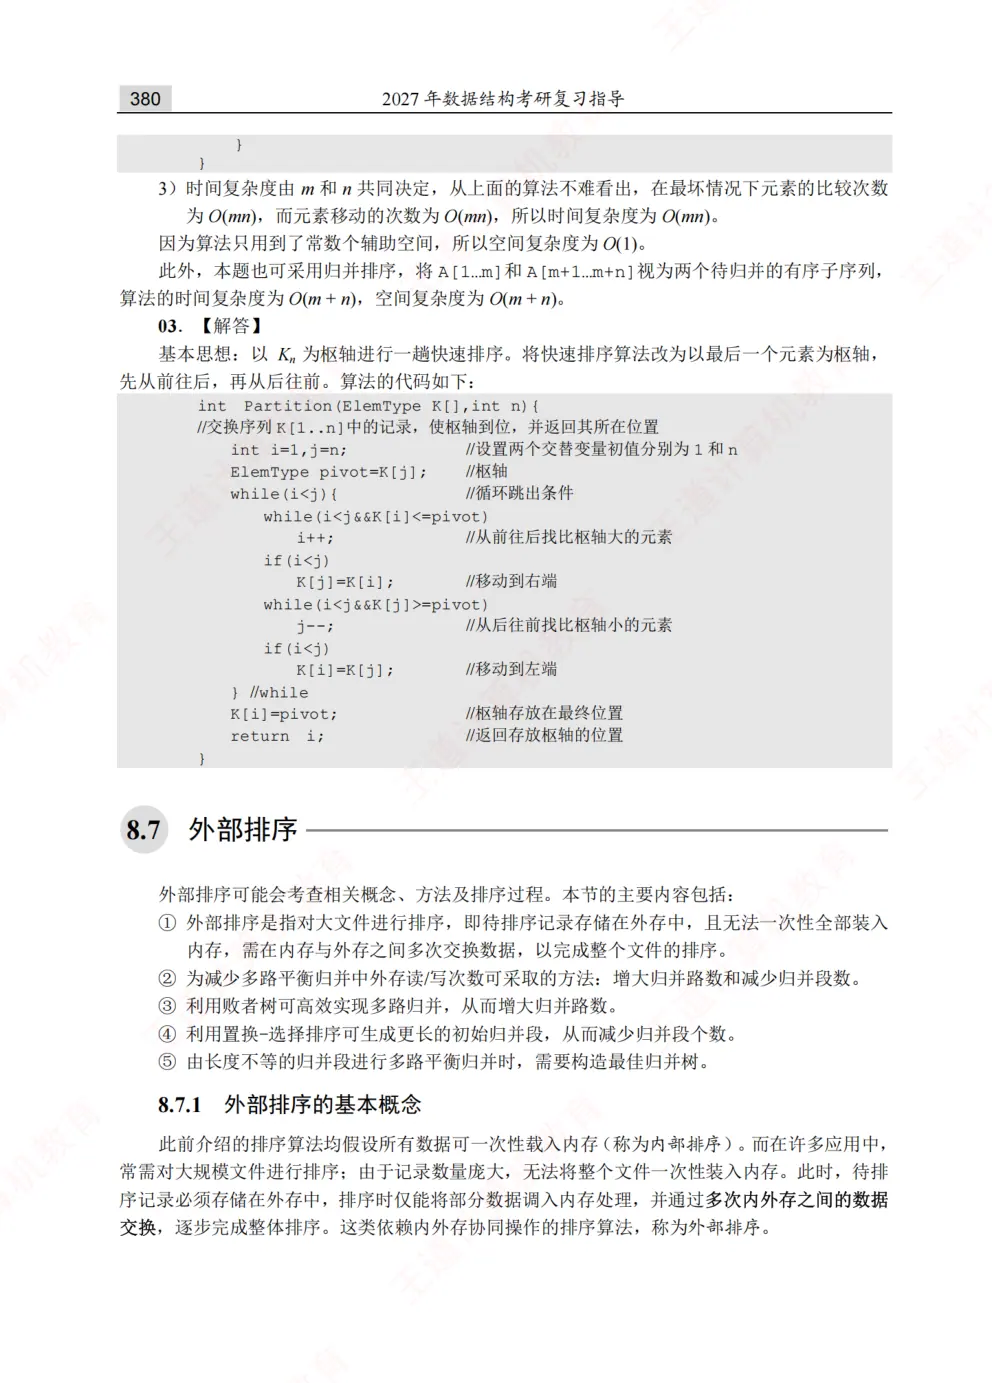 380
2027 年数据结构考研复习指导
}
}
3）时间复杂度由 m 和 n 共同决定，从上面的算法不难看出，在最坏情况下元素的比较次数
为 O(mn)，而元素移动的次数为 O(mn)，所以时间复杂度为 O(mn)。
因为算法只用到了常数个辅助空间，所以空间复杂度为 O(1)。
此外，本题也可采用归并排序，将 A[1…m]和 A[m+1…m+n]视为两个待归并的有序子序列，
算法的时间复杂度为 O(m + n)，空间复杂度为 O(m + n)。
03．【解答】
基本思想：以 Kn 为枢轴进行一趟快速排序。将快速排序算法改为以最后一个元素为枢轴，
先从前往后，再从后往前。算法的代码如下：
int Partition(ElemType K[],int n){
//交换序列 K[1..n]中的记录，使枢轴到位，并返回其所在位置
int i=1,j=n; //设置两个交替变量初值分别为 1 和 n
ElemType pivot=K[j]; //枢轴
while(i<j){ //循环跳出条件
while(i<j&&K[i]<=pivot)
i++; //从前往后找比枢轴大的元素
if(i<j)
K[j]=K[i]; //移动到右端
while(i<j&&K[j]>=pivot)
j--; //从后往前找比枢轴小的元素
if(i<j)
K[i]=K[j]; //移动到左端
} //while
K[i]=pivot; //枢轴存放在最终位置
return i; //返回存放枢轴的位置
}
8.7 外部排序
外部排序可能会考查相关概念、方法及排序过程。本节的主要内容包括：
① 外部排序是指对大文件进行排序，即待排序记录存储在外存中，且无法一次性全部装入
内存，需在内存与外存之间多次交换数据，以完成整个文件的排序。
② 为减少多路平衡归并中外存读/写次数可采取的方法：增大归并路数和减少归并段数。
③ 利用败者树可高效实现多路归并，从而增大归并路数。
④ 利用置换-选择排序可生成更长的初始归并段，从而减少归并段个数。
⑤ 由长度不等的归并段进行多路平衡归并时，需要构造最佳归并树。
8.7.1 外部排序的基本概念
此前介绍的排序算法均假设所有数据可一次性载入内存（称为内部排序）。而在许多应用中，
常需对大规模文件进行排序；由于记录数量庞大，无法将整个文件一次性装入内存。此时，待排
序记录必须存储在外存中，排序时仅能将部分数据调入内存处理，并通过多次内外存之间的数据
交换，逐步完成整体排序。这类依赖内外存协同操作的排序算法，称为外部排序。